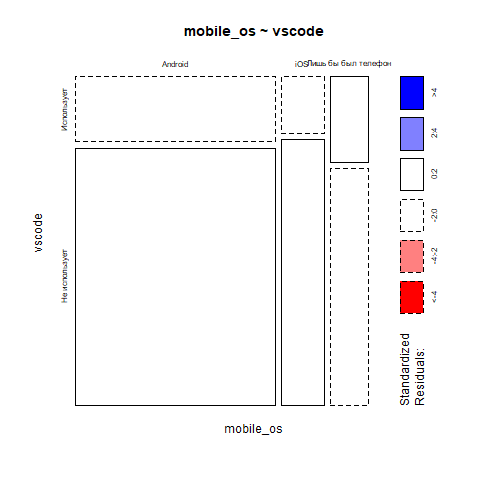 mobile_os ~ vscode
Android
iOS
Лишь бы был телефон
Использует
Не использует
vscode
mobile_os
>4
2:4
0:2
-2:0
-4:-2
<-4
Standardized
Residuals: